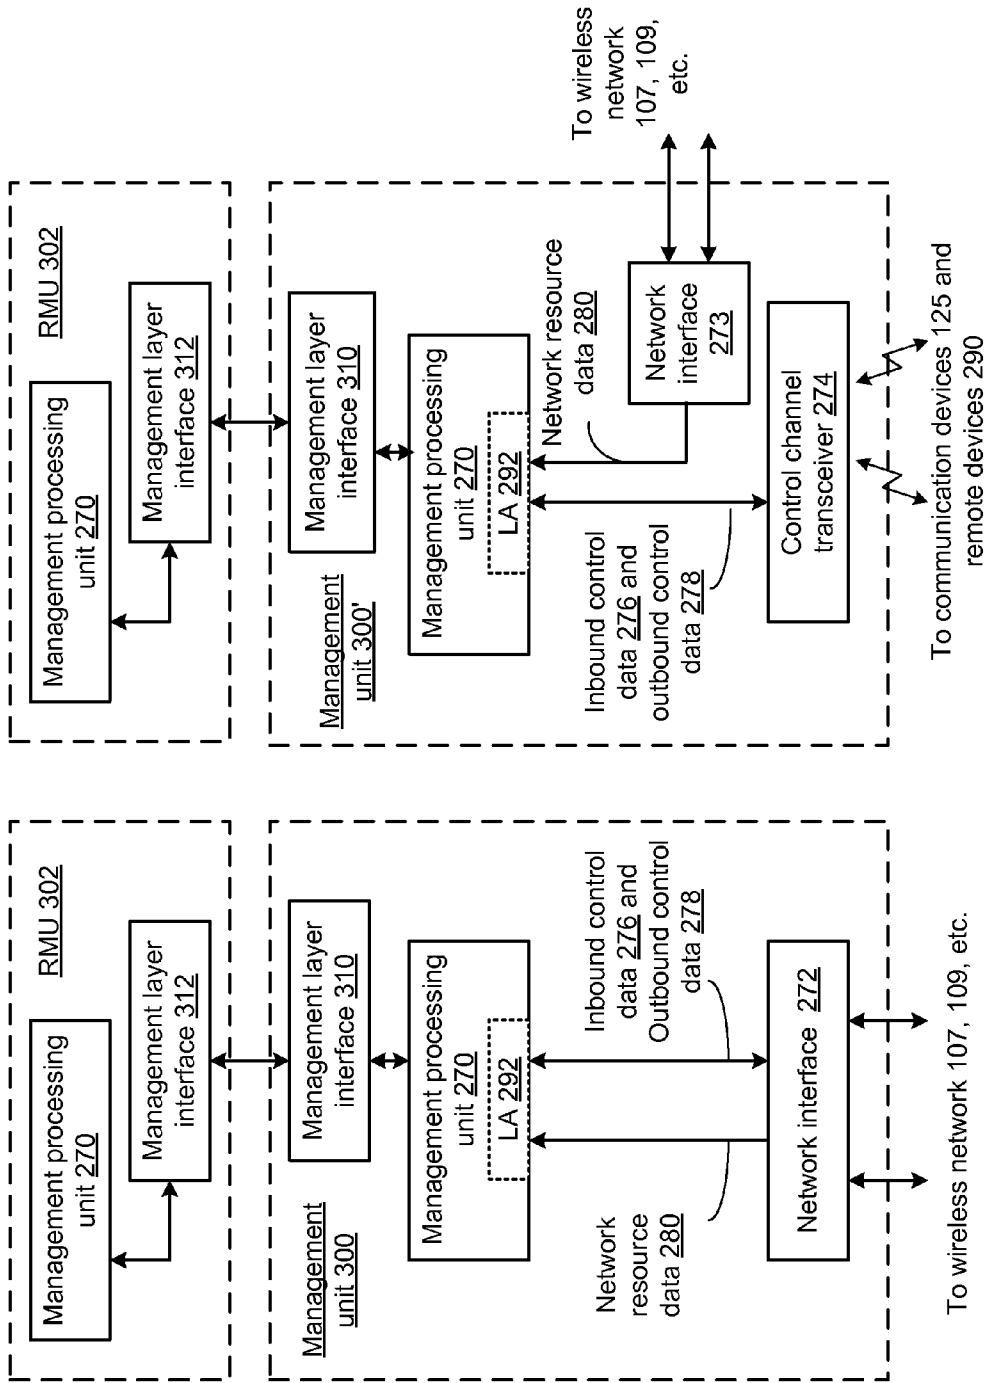 RMU 302
Management processing
unit 270
Management layer
interface 312
Management
unit 300
Management layer
interface 310
Management processing
unit 270
LA 292
Network
resource
data 280
Inbound control
data 276 and
Outbound control
data 278
Network interface 272
To wireless network 107, 109, etc.
RMU 302
Management processing
unit 270
Management layer
interface 312
Management
unit 300'
Management layer
interface 310
Management processing
unit 270
LA 292
Inbound control
data 276 and
outbound control
data 278
Network resource
data 280
Network
interface
273
To wireless
network
107, 109,
etc.
Control channel
transceiver 274
To communication devices 125 and
remote devices 290